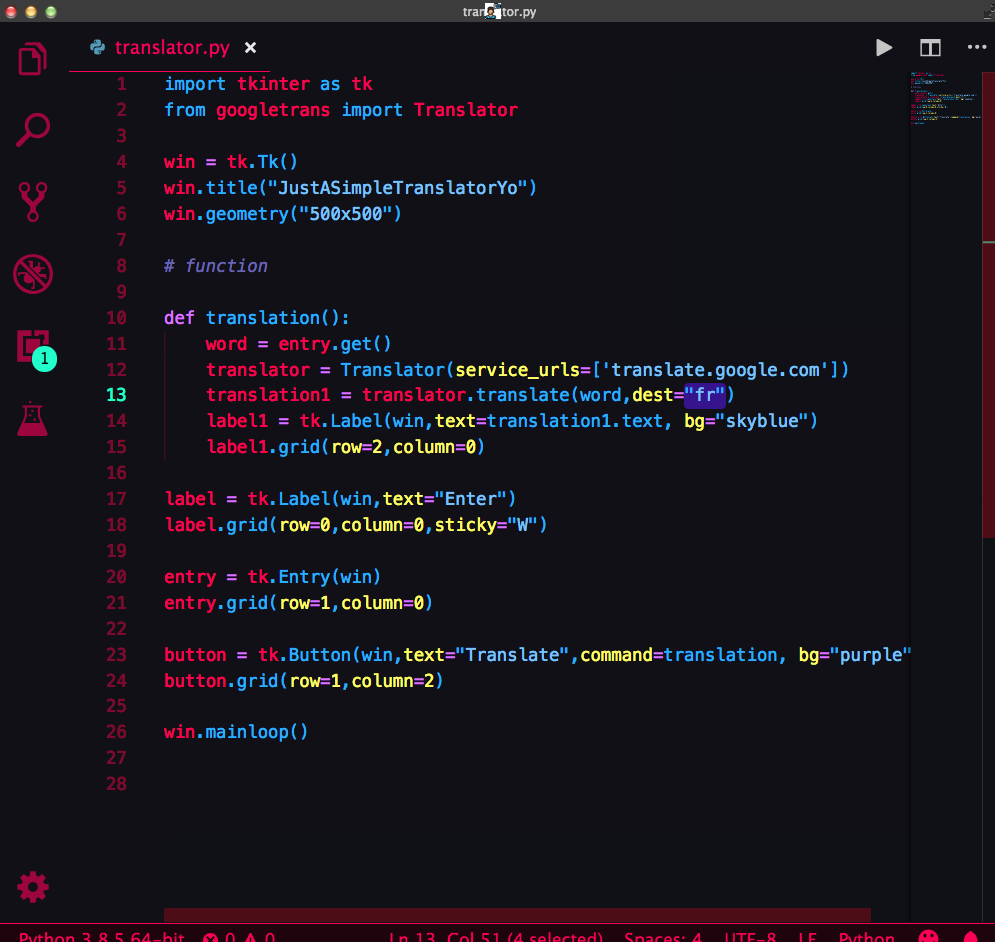 translator.py
translator.py
1 import tkinter as tk
2 from googletrans import Translator
3
4 win = tk.Tk()
5 win.title("JustASimpleTranslatorYo")
6 win.geometry("500x500")
7
8 # function
9
10 def translation():
11     word = entry.get()
12     translator = Translator(service_urls=['translate.google.com'])
13     translation1 = translator.translate(word,dest="fr")
14     label1 = tk.Label(win,text=translation1.text, bg="skyblue")
15     label1.grid(row=2,column=0)
16
17 label = tk.Label(win,text="Enter")
18 label.grid(row=0,column=0,sticky="W")
19
20 entry = tk.Entry(win)
21 entry.grid(row=1,column=0)
22
23 button = tk.Button(win,text="Translate",command=translation, bg="purple"
24 button.grid(row=1,column=2)
25
26 win.mainloop()
27
28
1
Python 3.8.5 64-bit 0 0 Ln 13, Col 51 (4 selected) Spaces: 4 UTF-8 LF Python